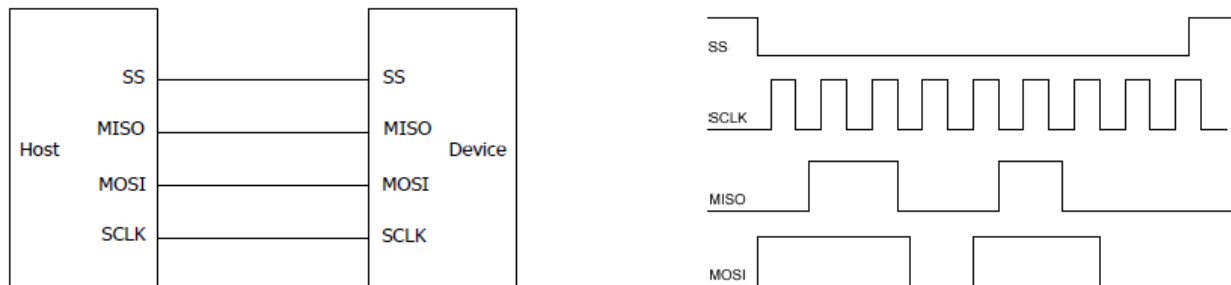 SS
SS
MISO
MISO
Host
Device
MOSI
MOSI
SCLK
SCLK
SS
SCLK
MISO
MOSI